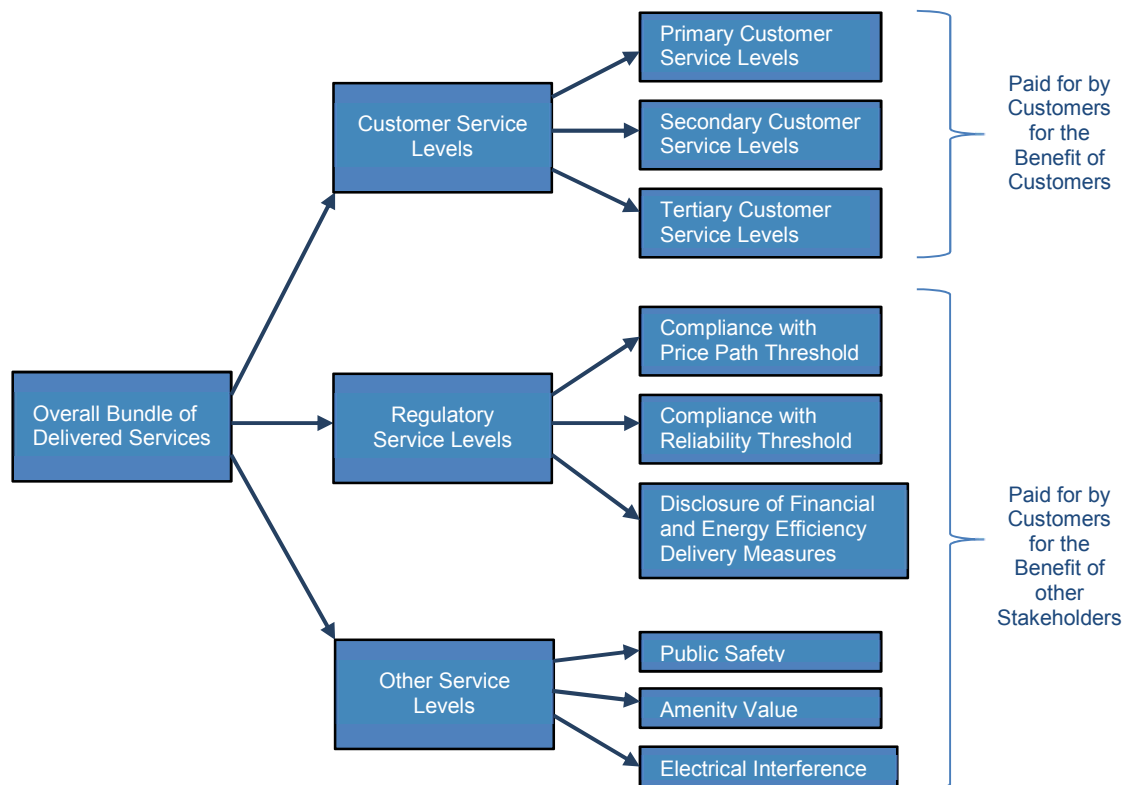 Primary Customer
Service Levels
Customer Service
Levels
Secondary Customer
Service Levels
Tertiary Customer
Service Levels
Paid for by
Customers
for the
Benefit of
Customers
Overall Bundle of
Delivered Services
Regulatory
Service Levels
Compliance with
Price Path Threshold
Compliance with
Reliability Threshold
Disclosure of Financial
and Energy Efficiency
Delivery Measures
Other Service
Levels
Public Safety
Amenity Value
Electrical Interference
Paid for by
Customers
for the
Benefit of
other
Stakeholders